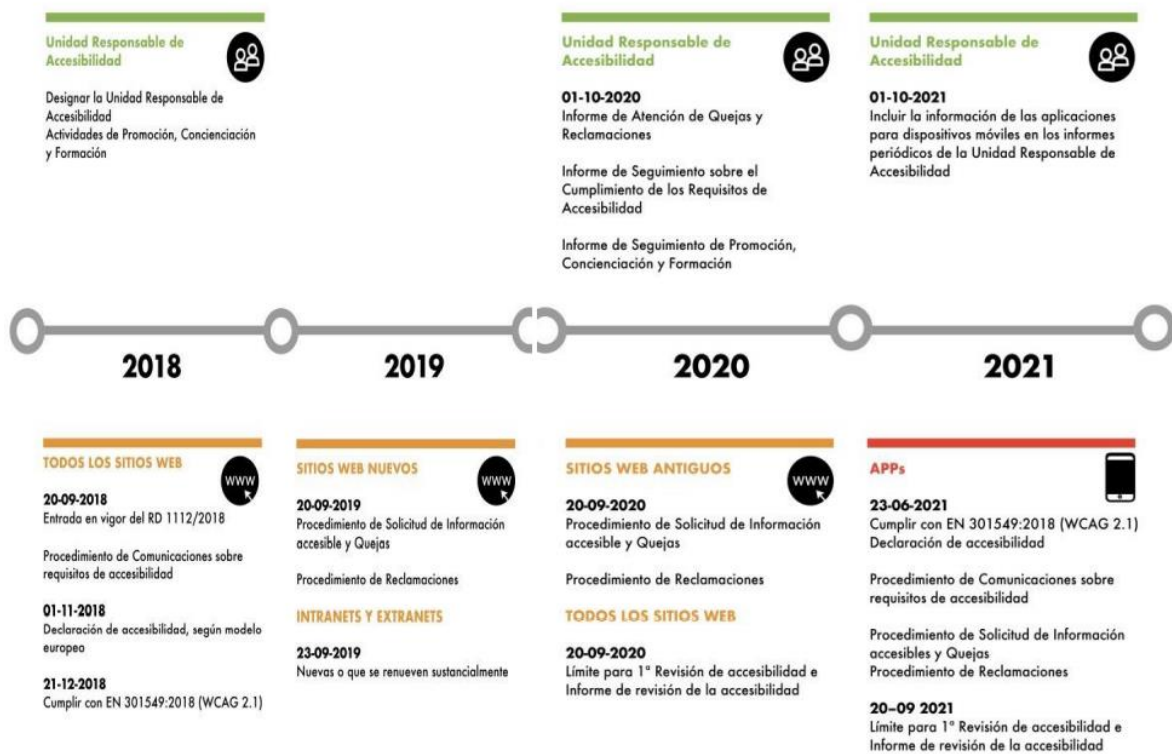 Unidad Responsable de
Accesibilidad
Designar la Unidad Responsable de
Accesibilidad
Actividades de Promoción, Concienciación
y Formación
Unidad Responsable de
Accesibilidad
01-10-2020
Informe de Atención de Quejas y
Reclamaciones
Informe de Seguimiento sobre el
Cumplimiento de los Requisitos de
Accesibilidad
Informe de Seguimiento de Promoción,
Concienciación y Formación
Unidad Responsable de
Accesibilidad
01-10-2021
Incluir la información de las aplicaciones
para dispositivos móviles en los informes
periódicos de la Unidad Responsable de
Accesibilidad
2018
2019
2020
2021
TODOS LOS SITIOS WEB
WWW
20-09-2018
Entrada en vigor del RD 1112/2018
Procedimiento de Comunicaciones sobre
requisitos de accesibilidad
01-11-2018
Declaración de accesibilidad, según modelo
europeo
21-12-2018
Cumplir con EN 301549:2018 (WCAG 2.1)
SITIOS WEB NUEVOS
WWW
20-09-2019
Procedimiento de Solicitud de Información
accesible y Quejas
Procedimiento de Reclamaciones
INTRANETS Y EXTRANETS
23-09-2019
Nuevas o que se renueven sustancialmente
SITIOS WEB ANTIGUOS
WWW
20-09-2020
Procedimiento de Solicitud de Información
accesible y Quejas
Procedimiento de Reclamaciones
TODOS LOS SITIOS WEB
20-09-2020
Límite para 1ª Revisión de accesibilidad e
Informe de revisión de la accesibilidad
APPs
23-06-2021
Cumplir con EN 301549:2018 (WCAG 2.1)
Declaración de accesibilidad
Procedimiento de Comunicaciones sobre
requisitos de accesibilidad
Procedimiento de Solicitud de Información
accesibles y Quejas
Procedimiento de Reclamaciones
20–09 2021
Límite para 1ª Revisión de accesibilidad e
Informe de revisión de la accesibilidad